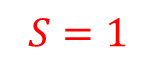 S = 1